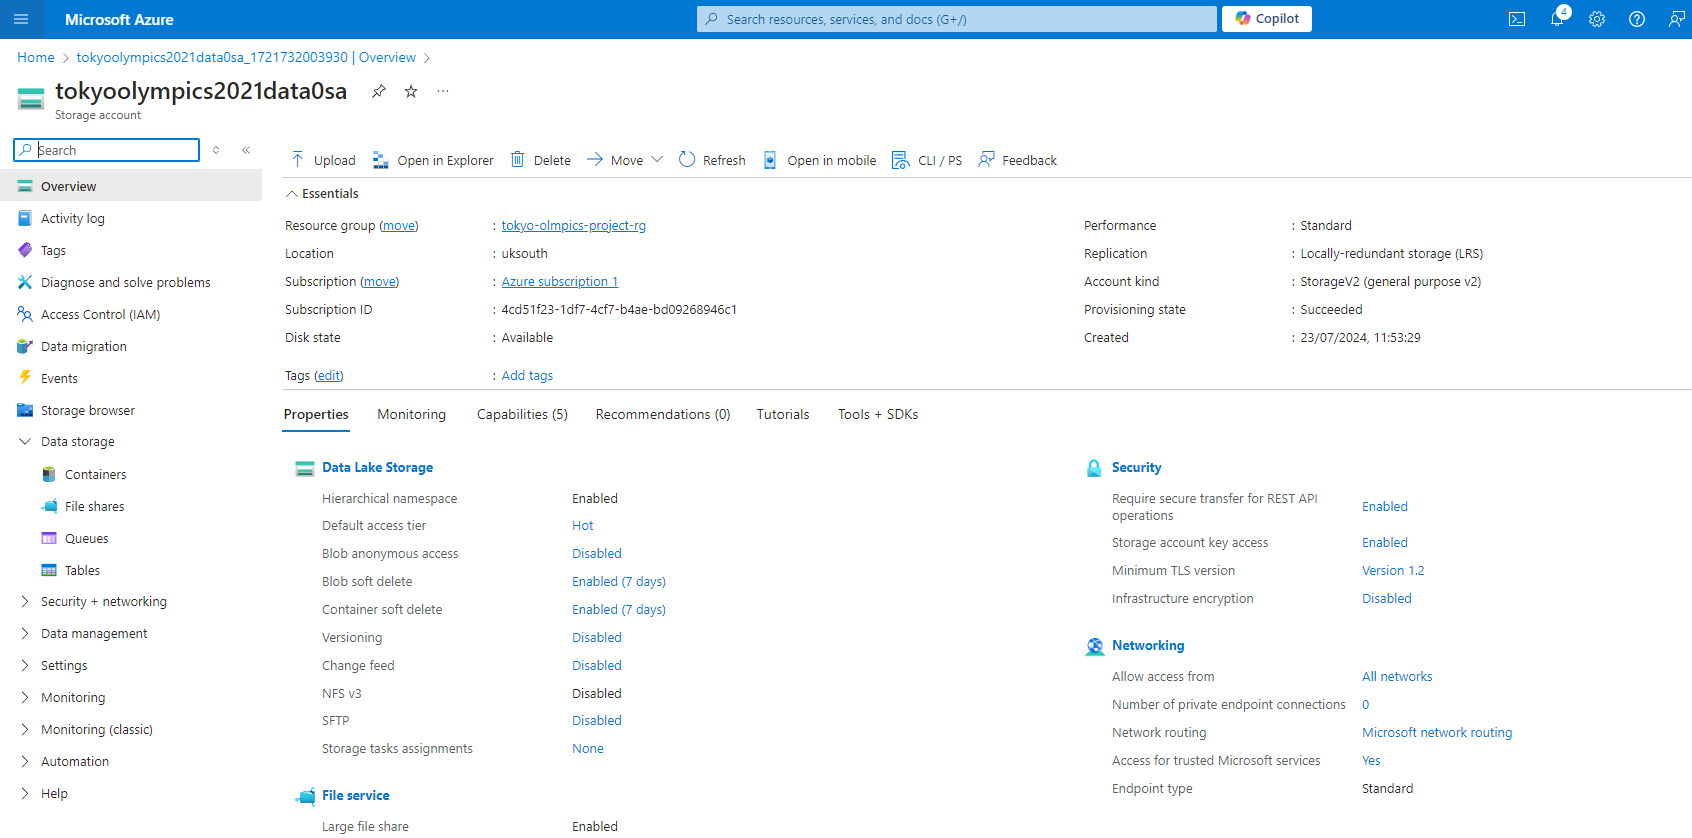 Microsoft Azure
Search resources, services, and docs (G+/)
Copilot
4
Home > tokyoolympics2021data0sa_1721732003930 | Overview >
tokyoolympics2021data0sa
Storage account
Search
Overview
Activity log
Tags
Diagnose and solve problems
Access Control (IAM)
Data migration
Events
Storage browser
Data storage
Containers
File shares
Queues
Tables
Security + networking
Data management
Settings
Monitoring
Monitoring (classic)
Automation
Help
Upload Open in Explorer Delete Move Refresh Open in mobile CLI / PS Feedback
Essentials
Resource group (move) : tokyo-olmpics-project-rg
Location : uksouth
Subscription (move) : Azure subscription 1
Subscription ID : 4cd51f23-1df7-4cf7-b4ae-bd09268946c1
Disk state : Available
Tags (edit) : Add tags
Performance : Standard
Replication : Locally-redundant storage (LRS)
Account kind : StorageV2 (general purpose v2)
Provisioning state : Succeeded
Created : 23/07/2024, 11:53:29
Properties Monitoring Capabilities (5) Recommendations (0) Tutorials Tools + SDKs
Data Lake Storage
Hierarchical namespace Enabled
Default access tier Hot
Blob anonymous access Disabled
Blob soft delete Enabled (7 days)
Container soft delete Enabled (7 days)
Versioning Disabled
Change feed Disabled
NFS v3 Disabled
SFTP Disabled
Storage tasks assignments None
File service
Large file share Enabled
Security
Require secure transfer for REST API
operations Enabled
Storage account key access Enabled
Minimum TLS version Version 1.2
Infrastructure encryption Disabled
Networking
Allow access from All networks
Number of private endpoint connections 0
Network routing Microsoft network routing
Access for trusted Microsoft services Yes
Endpoint type Standard